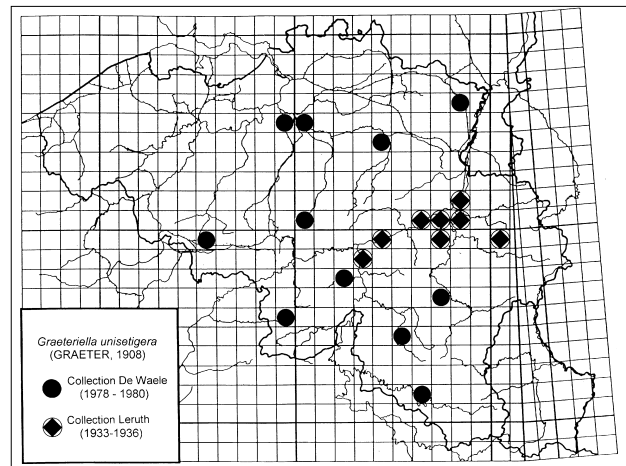 Graeteriella unisetigera
(GRAETER, 1908)
Collection De Waele
(1978 - 1980)
Collection Leruth
(1933-1936)